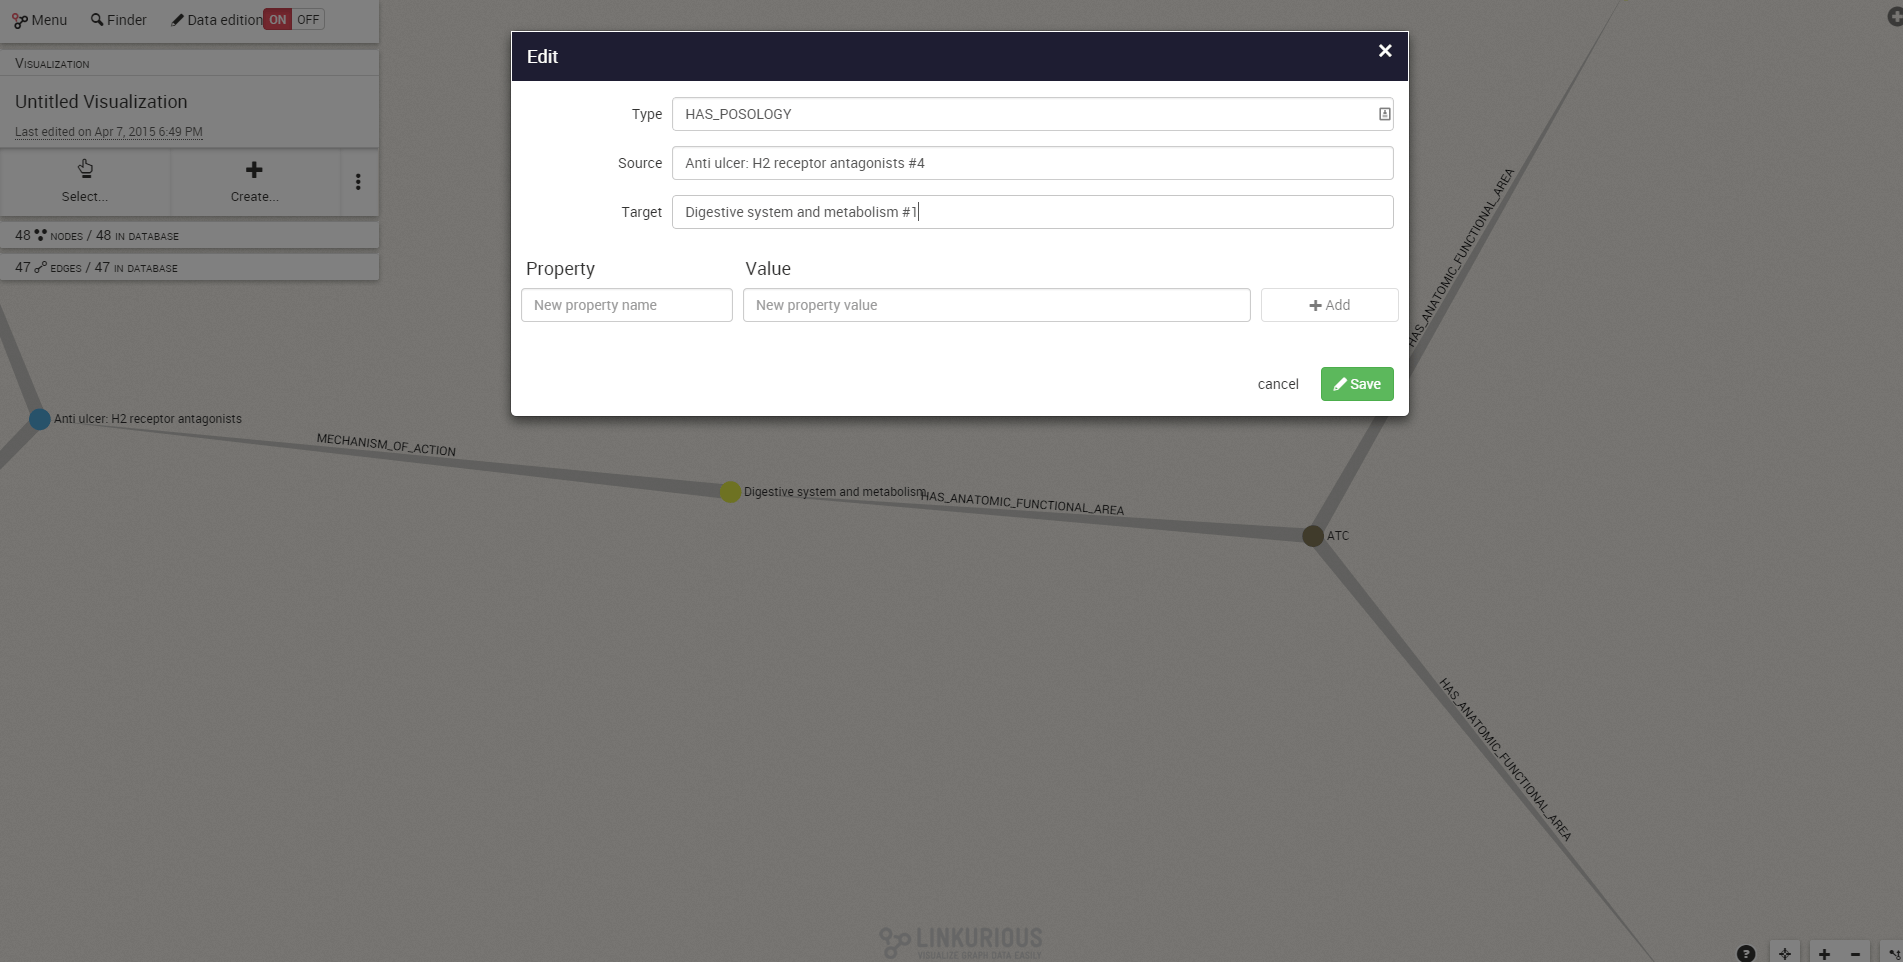 Menu
Finder
Data edition
ON OFF
Visualization
Untitled Visualization
Last edited on Apr 7, 2015 6:49 PM
Select...
Create...
48 nodes / 48 in database
47 edges / 47 in database
Edit
Type
HAS_POSOLOGY
Source
Anti ulcer: H2 receptor antagonists #4
Target
Digestive system and metabolism #1
Property
Value
New property name
New property value
+ Add
cancel
Save
HAS_ANATOMIC_FUNCTIONAL_AREA
Anti ulcer: H2 receptor antagonists
MECHANISM_OF_ACTION
Digestive system and metabolism
HAS_ANATOMIC_FUNCTIONAL_AREA
ATC
HAS_ANATOMIC_FUNCTIONAL_AREA
LINKURIOUS
VISUALIZE GRAPH DATA EASILY.